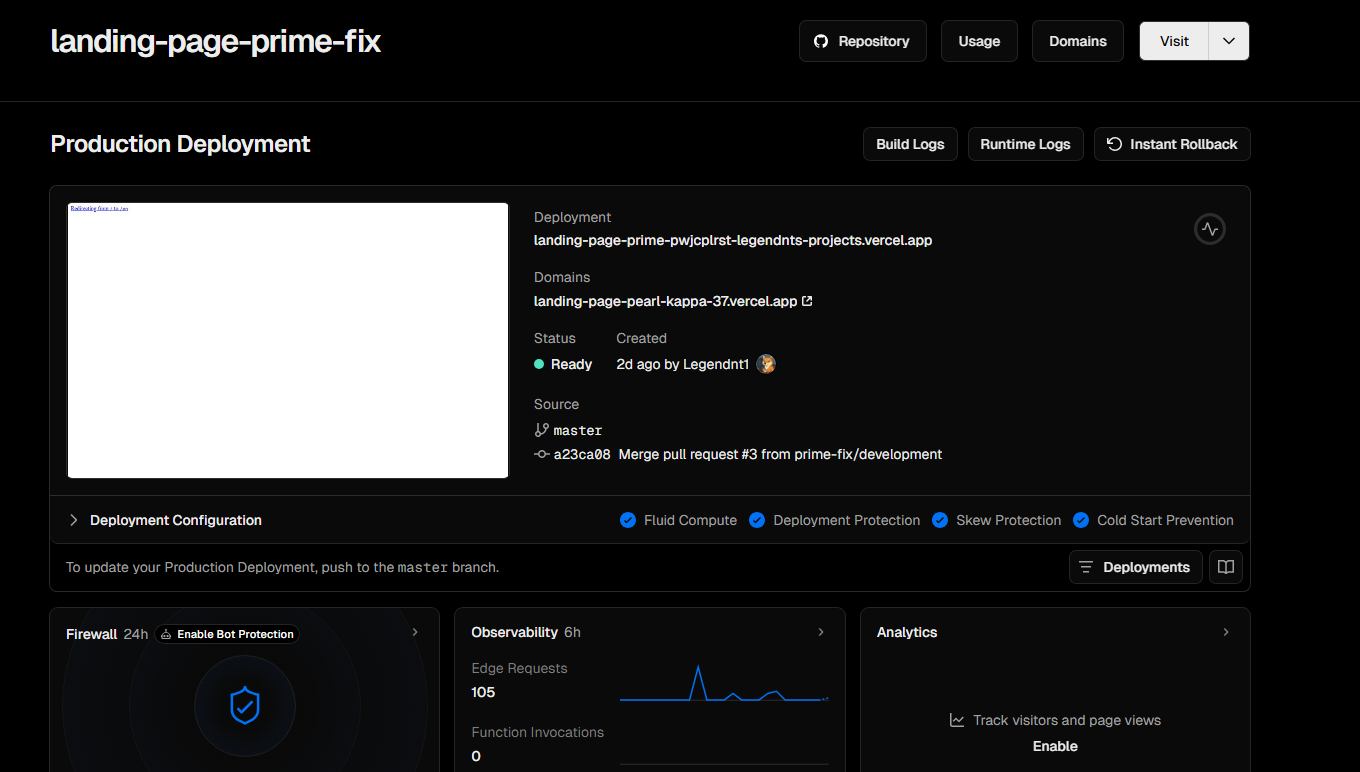 landing-page-prime-fix
Repository
Usage
Domains
Visit
Production Deployment
Build Logs
Runtime Logs
Instant Rollback
Redirecting from / to /en
Deployment
landing-page-prime-pwjcplrst-legendnts-projects.vercel.app
Domains
landing-page-pearl-kappa-37.vercel.app
Status Created
Ready 2d ago by Legendnt1
Source
master
a23ca08 Merge pull request #3 from prime-fix/development
Deployment Configuration
Fluid Compute
Deployment Protection
Skew Protection
Cold Start Prevention
To update your Production Deployment, push to the master branch.
Deployments
Firewall 24h
Enable Bot Protection
Observability 6h
Edge Requests
105
Function Invocations
0
Analytics
Track visitors and page views
Enable